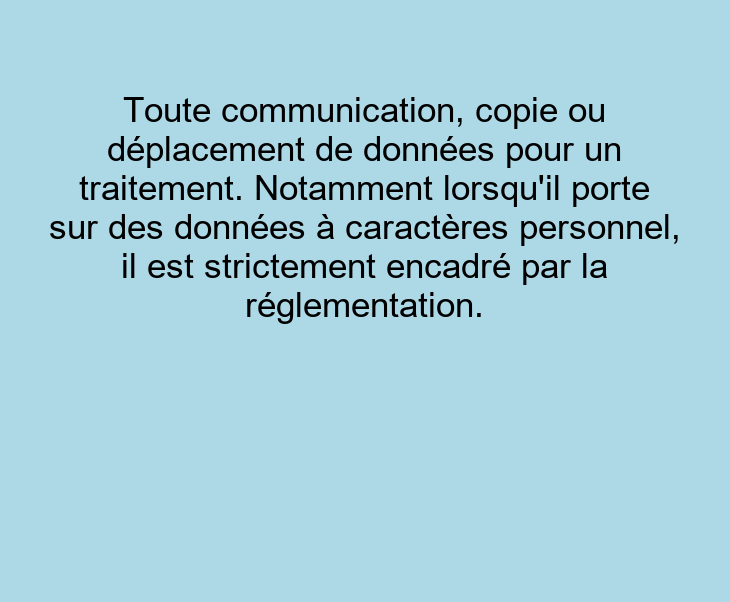 Toute communication, copie ou
déplacement de données pour un
traitement. Notamment lorsqu'il porte
sur des données à caractères personnel,
il est strictement encadré par la
réglementation.